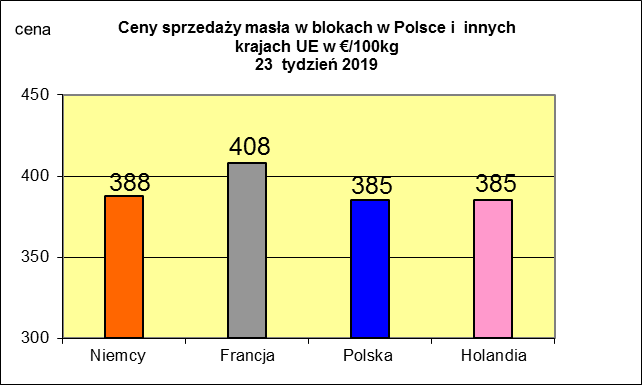 cena
Ceny sprzedaży masła w blokach w Polsce i  innych
krajach UE w €/100kg
23  tydzień 2019
450
400
350
300
388
408
385
385
Niemcy
Francja
Polska
Holandia